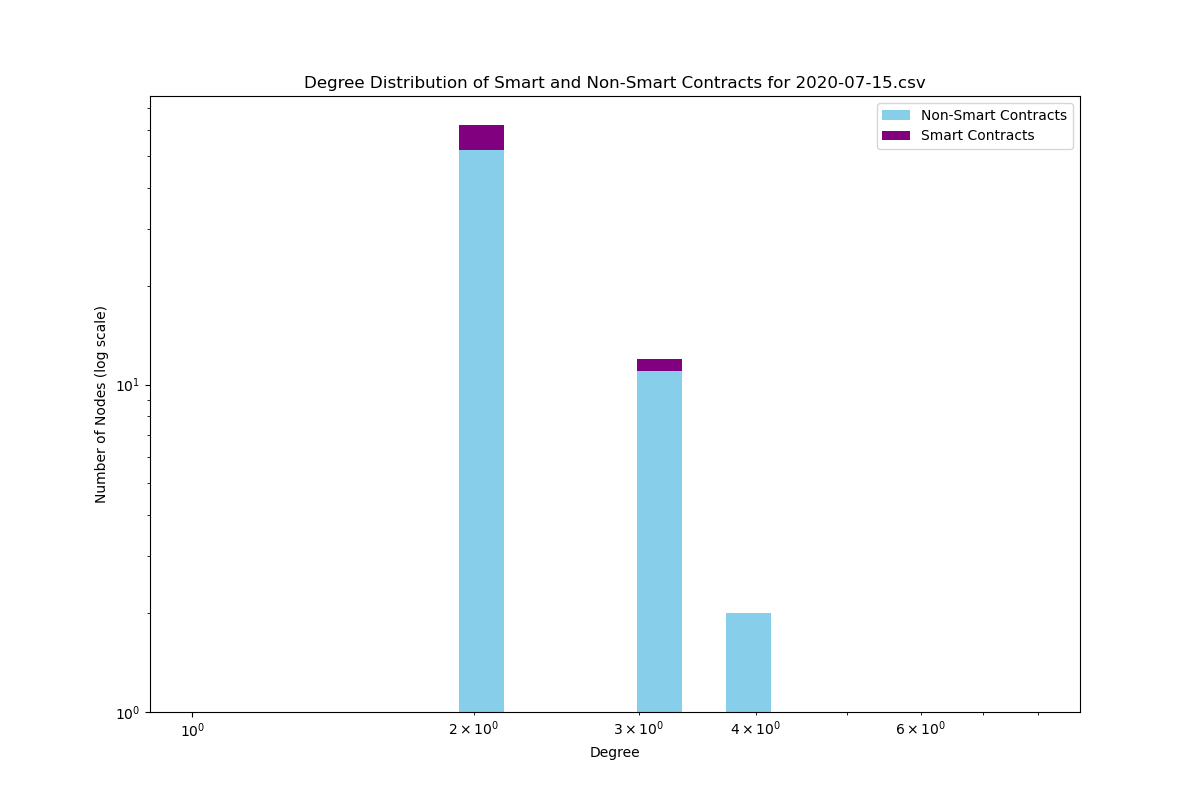 Degree Distribution of Smart and Non-Smart Contracts for 2020-07-15.csv
Non-Smart Contracts
Smart Contracts
Number of Nodes (log scale)
10¹
10⁰
10⁰
2 × 10⁰
3 × 10⁰
4 × 10⁰
6 × 10⁰
Degree